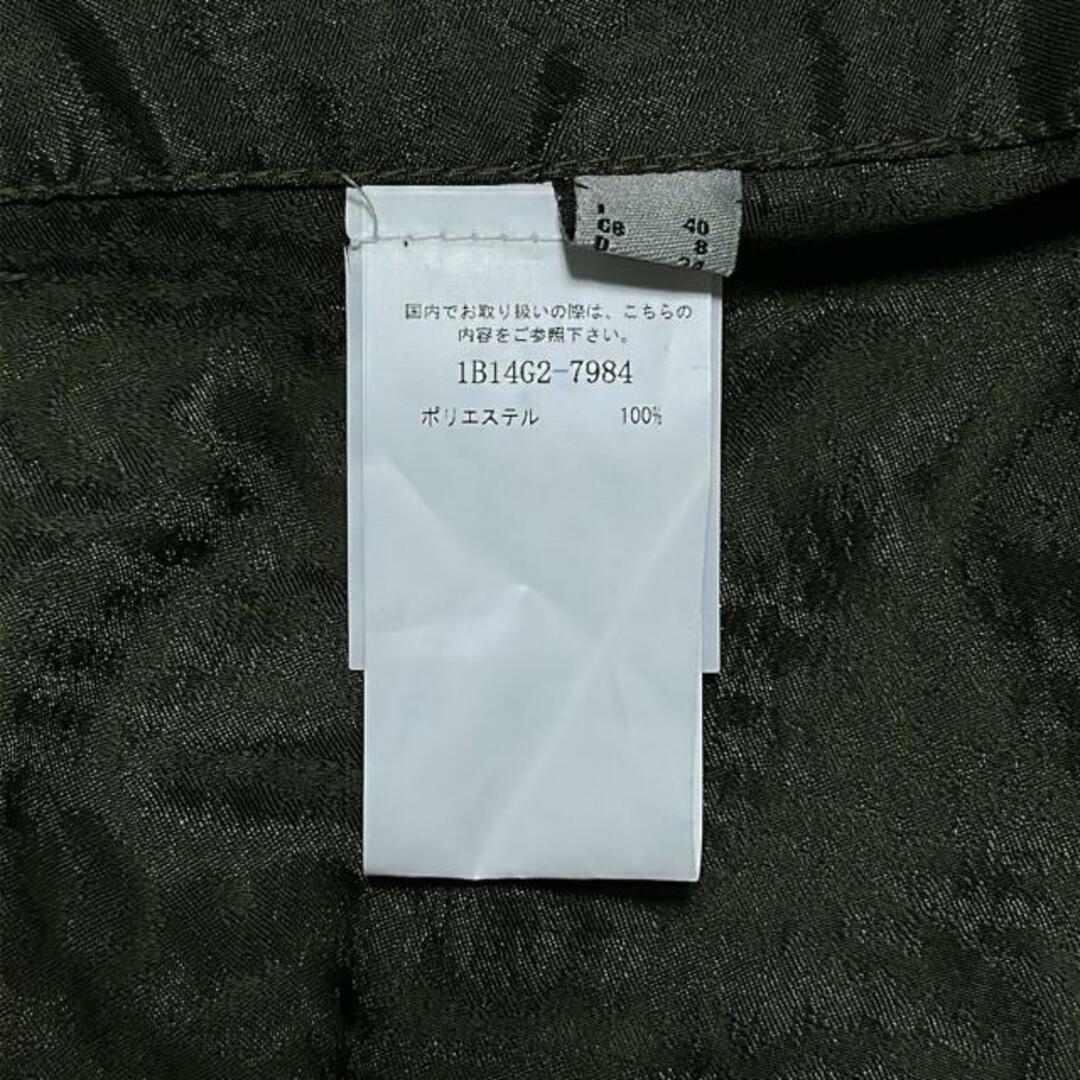 I
GB 40
D. 8
国内でお取り扱いの際は、こちらの
内容をご参照下さい。
1B14G2-7984
ポリエステル 100%